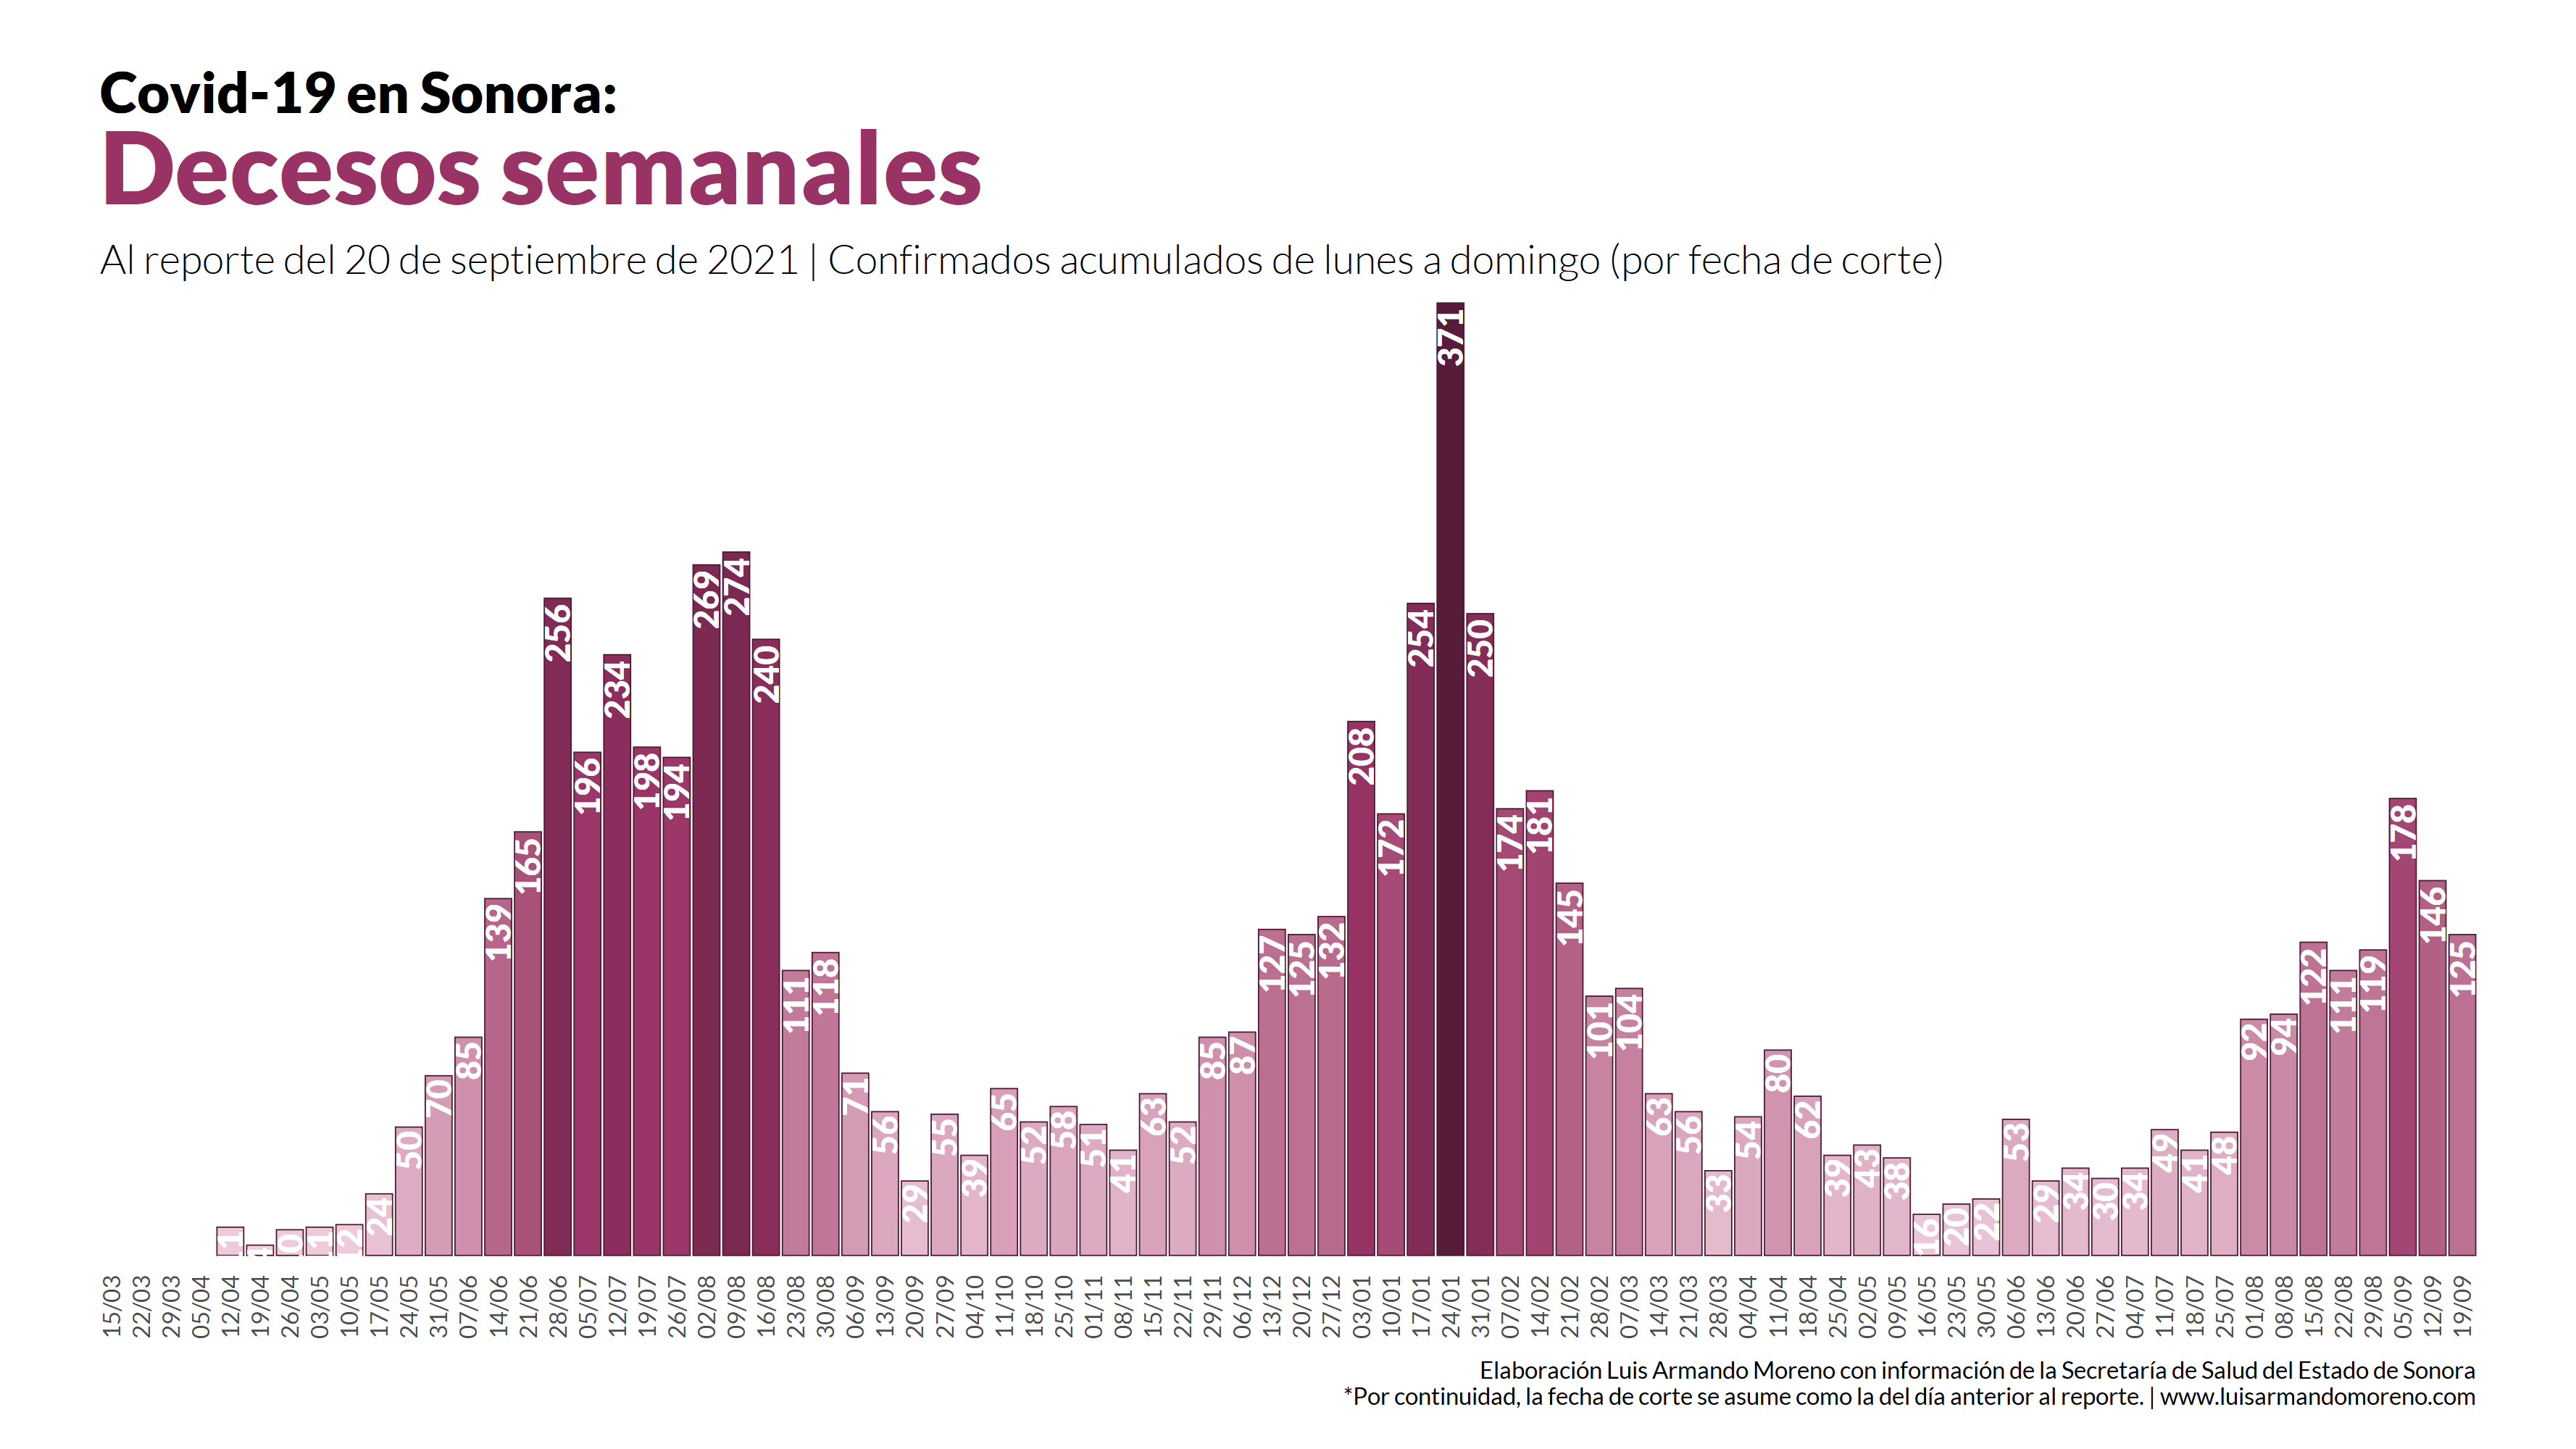 Covid-19 en Sonora:
Decesos semanales
Al reporte del 20 de septiembre de 2021 | Confirmados acumulados de lunes a domingo (por fecha de corte)
24 50 70 85 139 165 256 196 234 198 194 269 274 240 111 118 71 56 29 55 39 65 52 58 51 41 63 52 85 87 127 125 132 208 172 254 371 250 174 181 145 101 104 63 56 33 54 80 62 39 43 38 16 20 22 53 29 34 30 34 49 41 48 92 94 122 111 119 178 146 125
15/03 22/03 29/03 05/04 12/04 19/04 26/04 03/05 10/05 17/05 24/05 31/05 07/06 14/06 21/06 28/06 05/07 12/07 19/07 26/07 02/08 09/08 16/08 23/08 30/08 06/09 13/09 20/09 27/09 04/10 11/10 18/10 25/10 01/11 08/11 15/11 22/11 29/11 06/12 13/12 20/12 27/12 03/01 10/01 17/01 24/01 31/01 07/02 14/02 21/02 28/02 07/03 14/03 21/03 28/03 04/04 11/04 18/04 25/04 02/05 09/05 16/05 23/05 30/05 06/06 13/06 20/06 27/06 04/07 11/07 18/07 25/07 01/08 08/08 15/08 22/08 29/08 05/09 12/09 19/09
Elaboración Luis Armando Moreno con información de la Secretaría de Salud del Estado de Sonora
*Por continuidad, la fecha de corte se asume como la del día anterior al reporte. | www.luisarmandomoreno.com